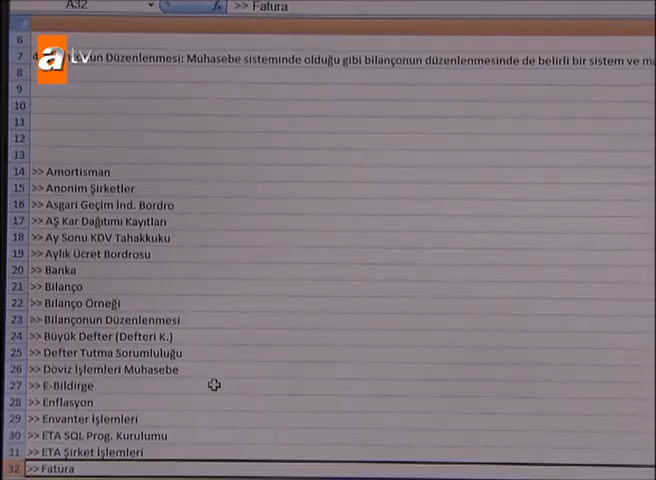 A32
fx >> Fatura
6
7 4. nun Düzenlenmesi: Muhasebe sisteminde olduğu gibi bilançonun düzenlenmesinde de belirli bir sistem ve
atv
8
9
10
11
12
13
14 >> Amortisman
15 >> Anonim Şirketler
16 >> Asgari Geçim İnd. Bordro
17 >> AŞ Kar Dağıtımı Kayıtları
18 >> Ay Sonu KDV Tahakkuku
19 >> Aylık Ücret Bordrosu
20 >> Banka
21 >> Bilanço
22 >> Bilanço Örneği
23 >> Bilançonun Düzenlenmesi
24 >> Büyük Defter (Defteri K.)
25 >> Defter Tutma Sorumluluğu
26 >> Döviz İşlemleri Muhasebe
27 >> E-Bildirge
28 >> Enflasyon
29 >> Envanter İşlemleri
30 >> ETA SQL Prog. Kurulumu
31 >> ETA Şirket İşlemleri
32 >> Fatura